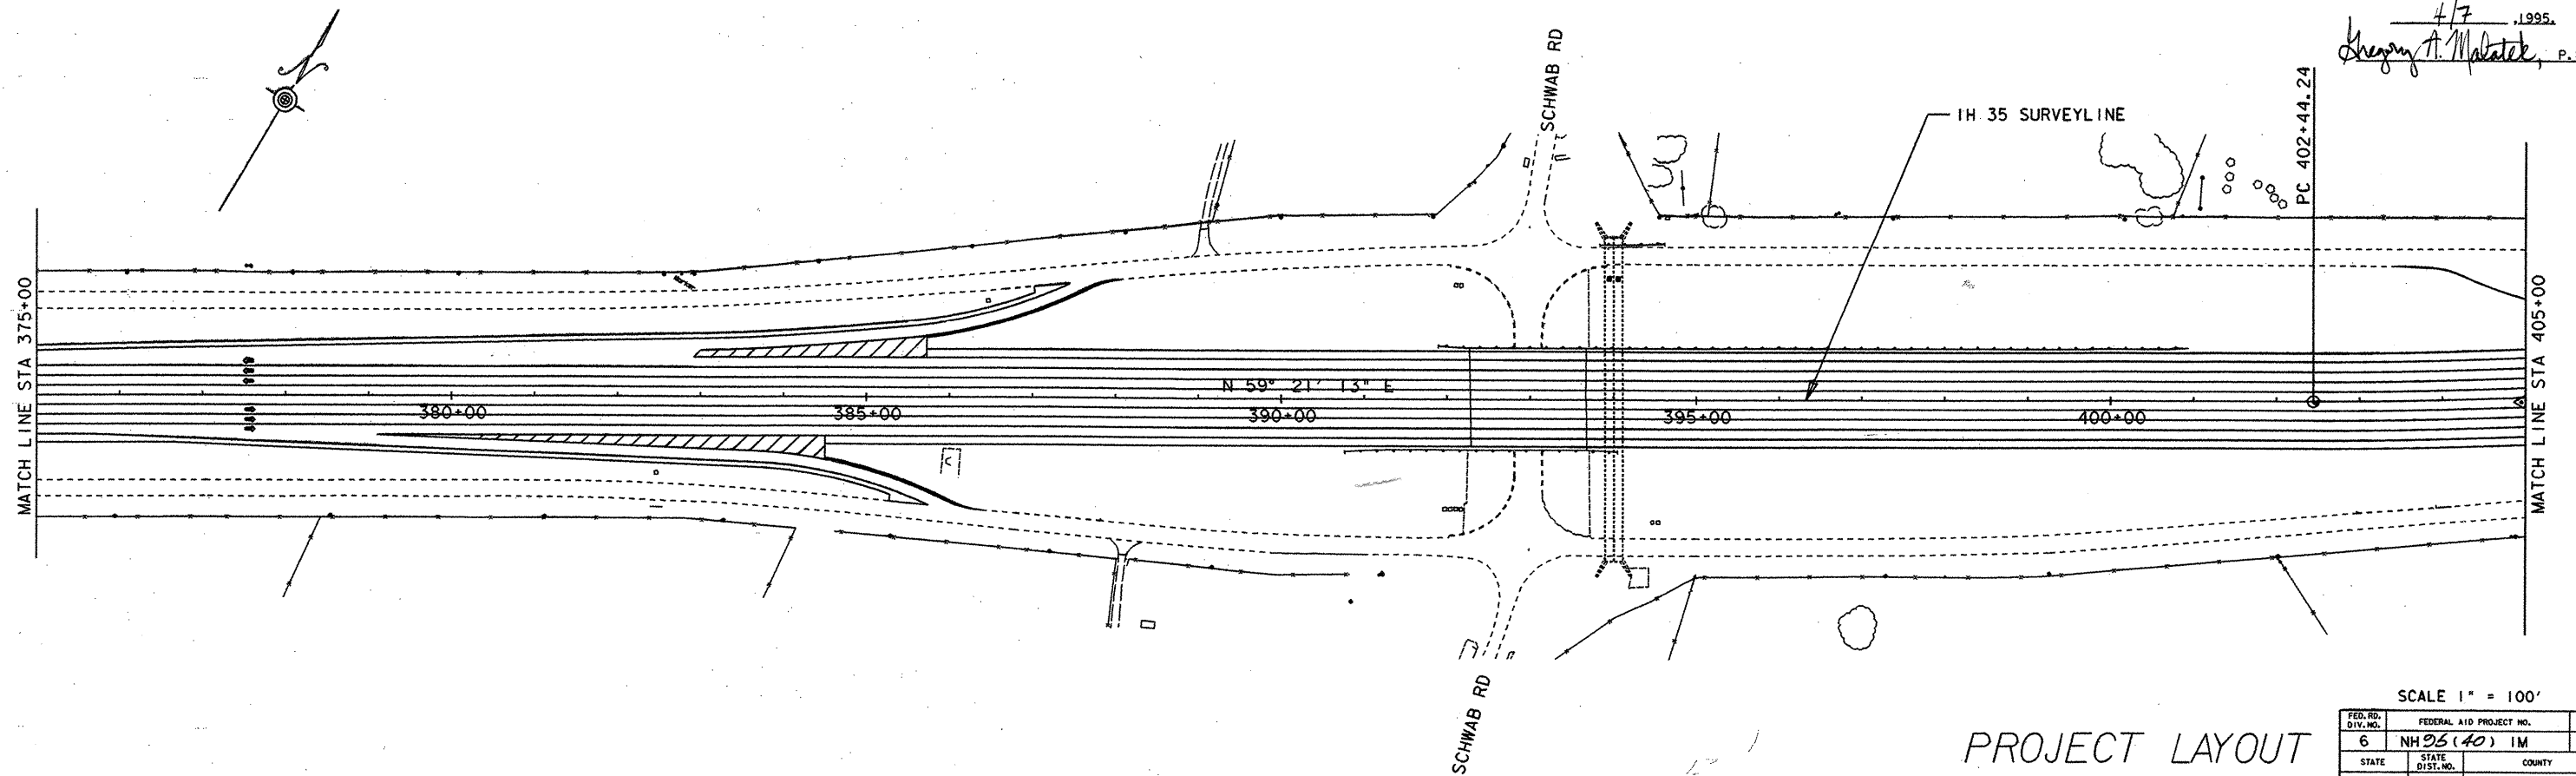 4/7 ,1995.
Gregory A. Malatek, P.
N
SCHWAB RD
IH 35 SURVEYLINE
PC 402+44.24
MATCH LINE STA 375+00
N 59° 21' 13" E
380+00
385+00
390+00
395+00
400+00
MATCH LINE STA 405+00
SCHWAB RD
SCALE 1" = 100'
PROJECT LAYOUT
FED.RD. DIV.NO.
FEDERAL AID PROJECT NO.
6
NH 95(40) IM
STATE
STATE DIST.NO.
COUNTY